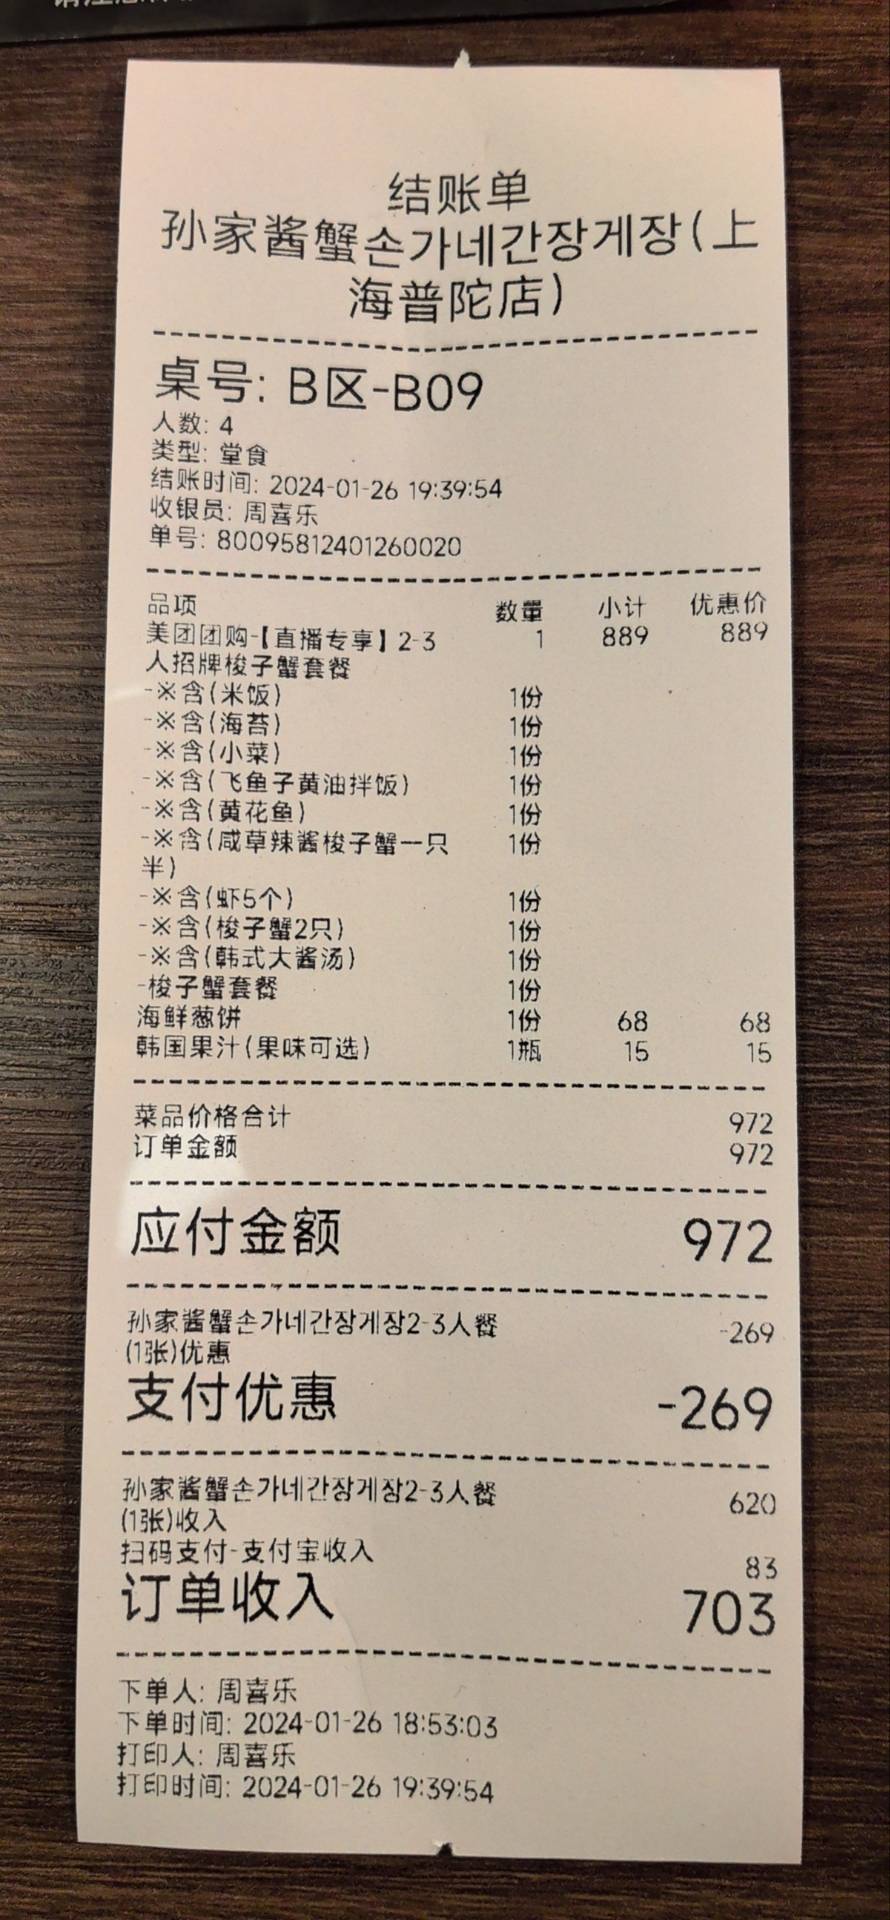 结账单
孙家酱蟹손가네간장게장(上
海普陀店)
桌号: B区-B09
人数: 4
类型: 堂食
结账时间: 2024-01-26 19:39:54
收银员: 周喜乐
单号: 80095812401260020
品项 数量 小计 优惠价
美团团购-【直播专享】2-3 1 889 889
人招牌梭子蟹套餐
-※含(米饭) 1份
-※含(海苔) 1份
-※含(小菜) 1份
-※含(飞鱼子黄油拌饭) 1份
-※含(黄花鱼) 1份
-※含(咸草辣酱梭子蟹一只 1份
半)
-※含(虾5个) 1份
-※含(梭子蟹2只) 1份
-※含(韩式大酱汤) 1份
-梭子蟹套餐 1份
海鲜葱饼 1份 68 68
韩国果汁(果味可选) 1瓶 15 15
菜品价格合计 972
订单金额 972
应付金额 972
孙家酱蟹손가네간장게장2-3人餐 -269
(1张)优惠
支付优惠 -269
孙家酱蟹손가네간장게장2-3人餐 620
(1张)收入
扫码支付-支付宝收入 83
订单收入 703
下单人: 周喜乐
下单时间: 2024-01-26 18:53:03
打印人: 周喜乐
打印时间: 2024-01-26 19:39:54